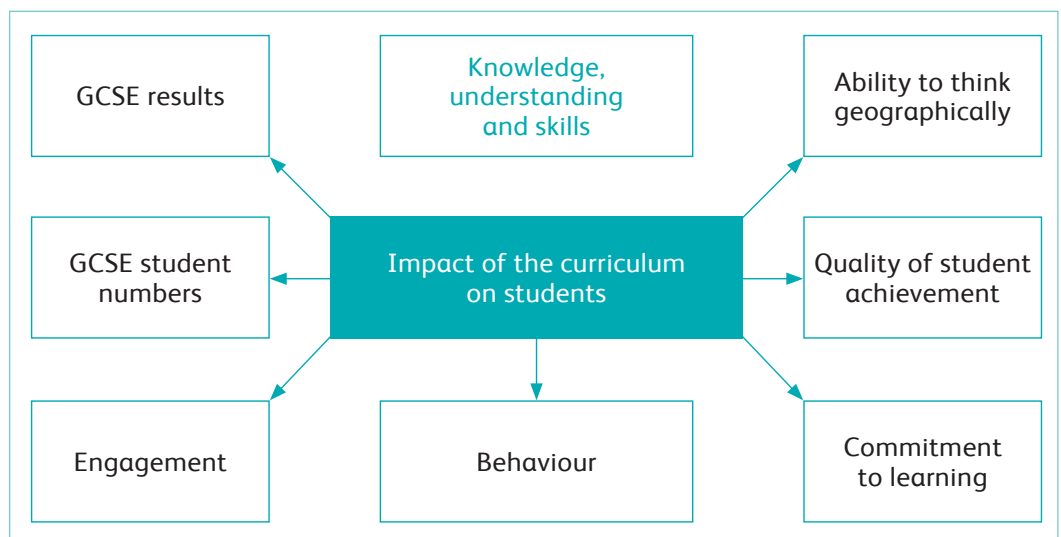 GCSE results
Knowledge,
understanding
and skills
Ability to think
geographically
GCSE student
numbers
Impact of the curriculum
on students
Quality of student
achievement
Engagement
Behaviour
Commitment
to learning